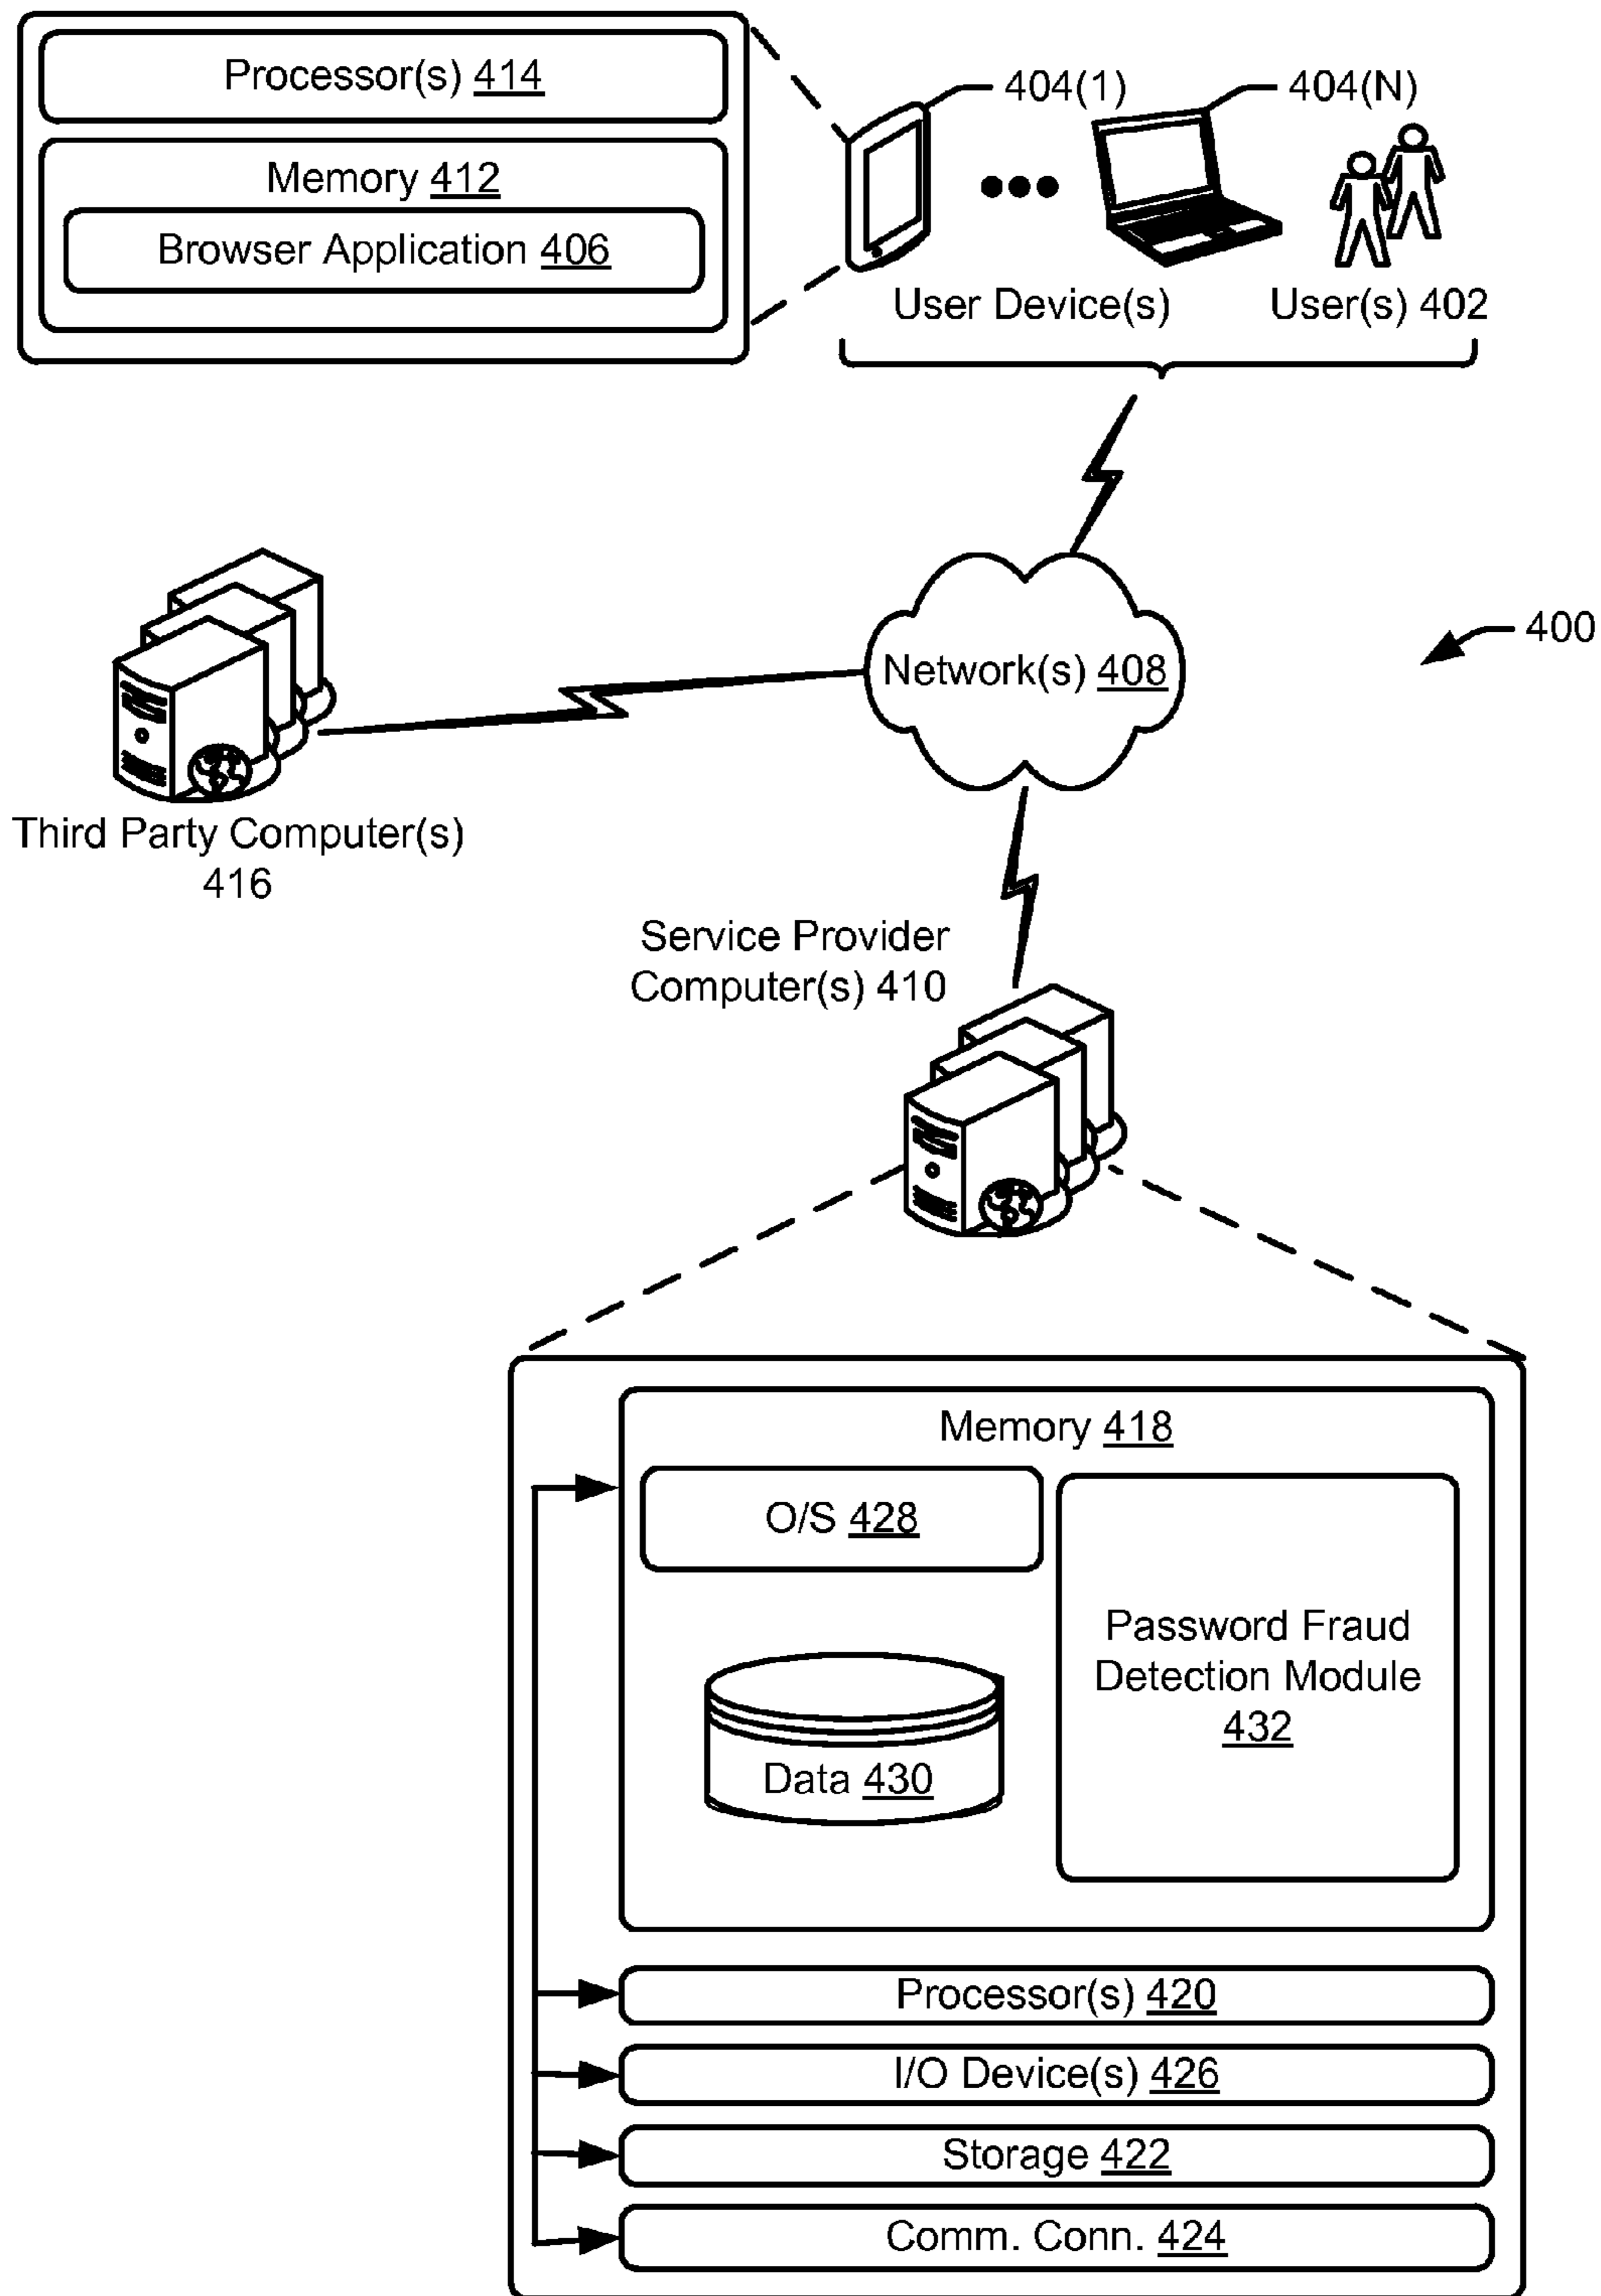 Processor(s) 414
Memory 412
Browser Application 406
404(1)
404(N)
User Device(s)
User(s) 402
Network(s) 408
400
Third Party Computer(s)
416
Service Provider
Computer(s) 410
Memory 418
O/S 428
Data 430
Password Fraud
Detection Module
432
Processor(s) 420
I/O Device(s) 426
Storage 422
Comm. Conn. 424